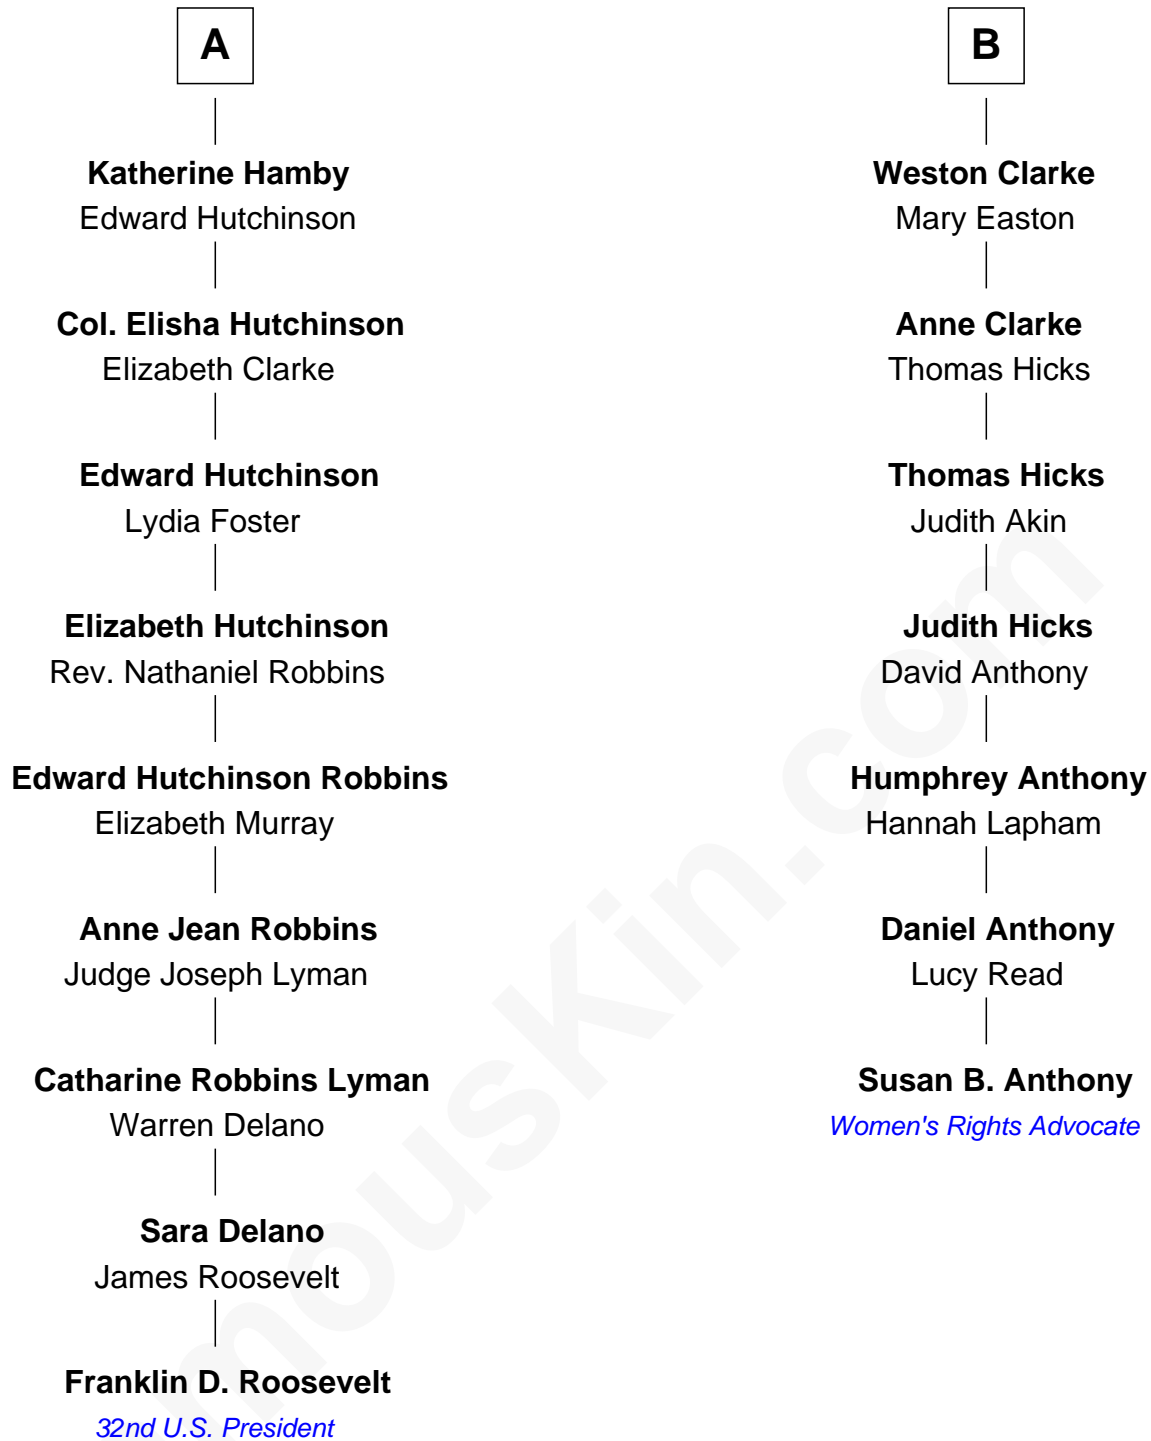 A
Katherine Hamby
Edward Hutchinson
Col. Elisha Hutchinson
Elizabeth Clarke
Edward Hutchinson
Lydia Foster
Elizabeth Hutchinson
Rev. Nathaniel Robbins
Edward Hutchinson Robbins
Elizabeth Murray
Anne Jean Robbins
Judge Joseph Lyman
Catharine Robbins Lyman
Warren Delano
Sara Delano
James Roosevelt
Franklin D. Roosevelt
32nd U.S. President
B
Weston Clarke
Mary Easton
Anne Clarke
Thomas Hicks
Thomas Hicks
Judith Akin
Judith Hicks
David Anthony
Humphrey Anthony
Hannah Lapham
Daniel Anthony
Lucy Read
Susan B. Anthony
Women's Rights Advocate
mouskin.com